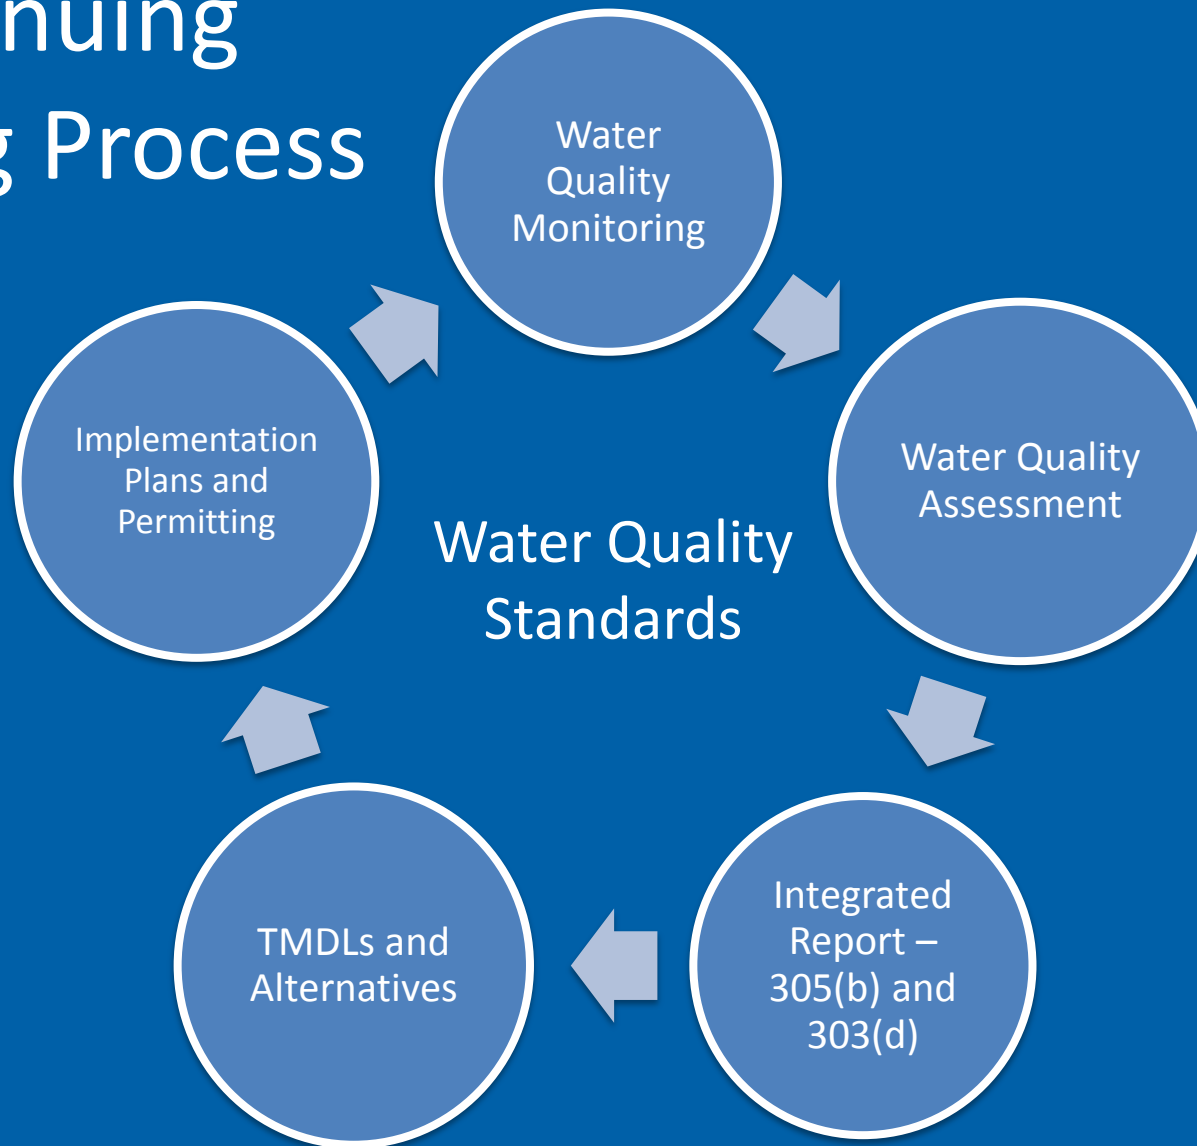 nuing
g Process
Water
Quality
Monitoring
Water Quality
Assessment
Integrated
Report –
305(b) and
303(d)
TMDLs and
Alternatives
Implementation
Plans and
Permitting
Water Quality
Standards